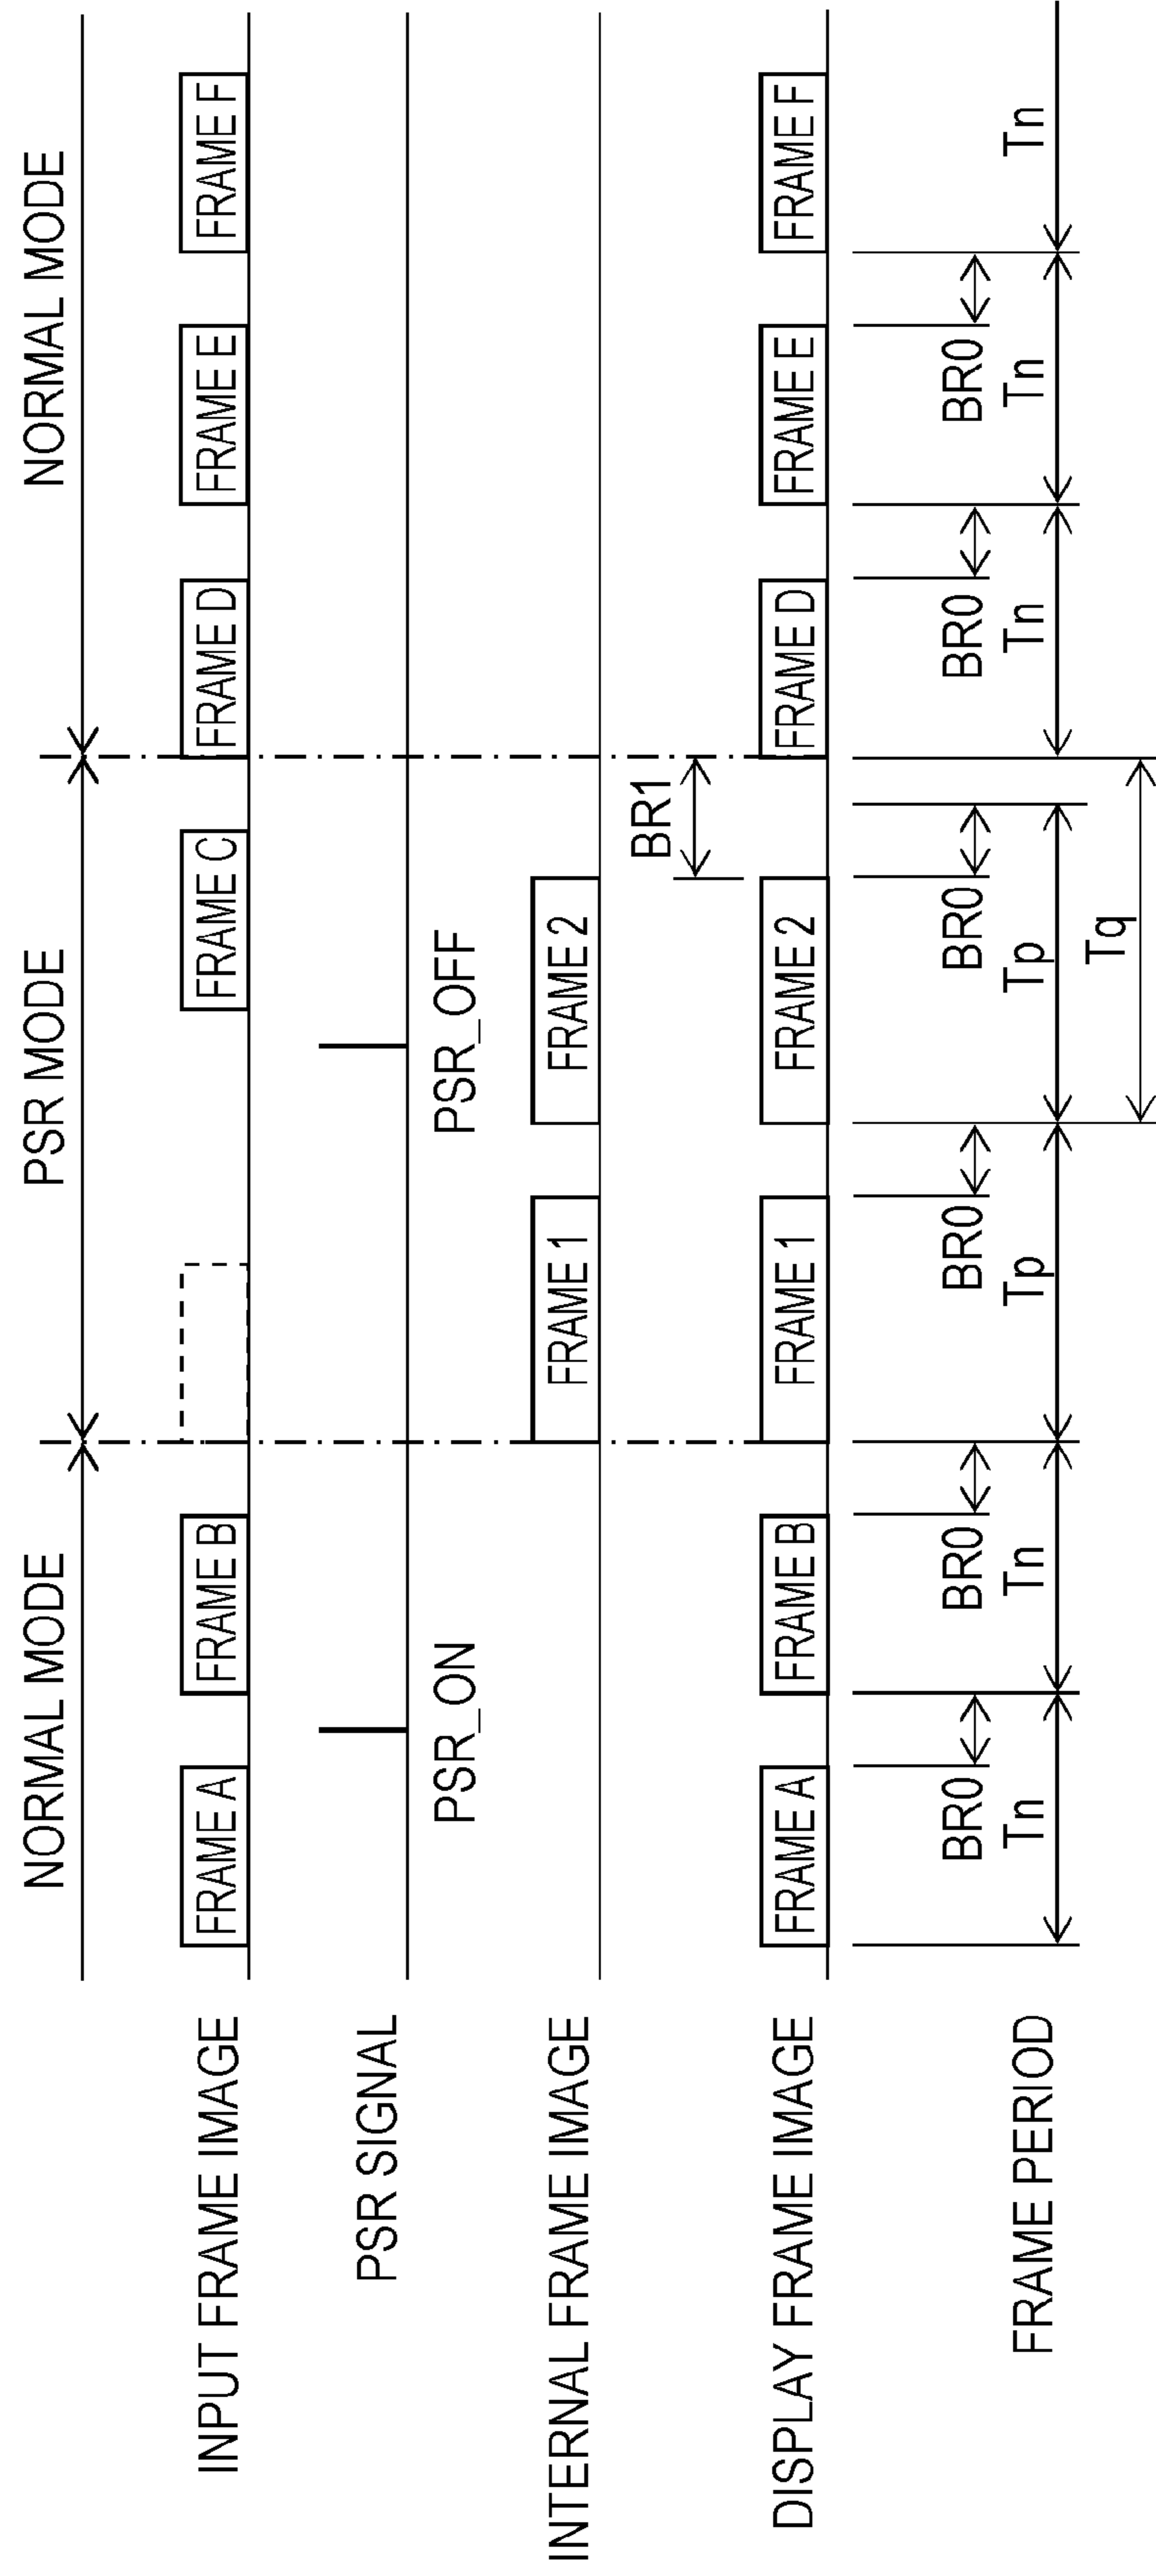 NORMAL MODE
PSR MODE
NORMAL MODE
INPUT FRAME IMAGE
FRAME A
FRAME B
FRAME C
FRAME D
FRAME E
FRAME F
PSR SIGNAL
PSR_ON
PSR_OFF
INTERNAL FRAME IMAGE
FRAME 1
FRAME 2
BR1
DISPLAY FRAME IMAGE
FRAME A
FRAME B
FRAME 1
FRAME 2
FRAME D
FRAME E
FRAME F
BR0
BR0
BR0
BR0
BR0
BR0
FRAME PERIOD
Tn
Tn
Tp
Tp
Tn
Tn
Tn
Tq